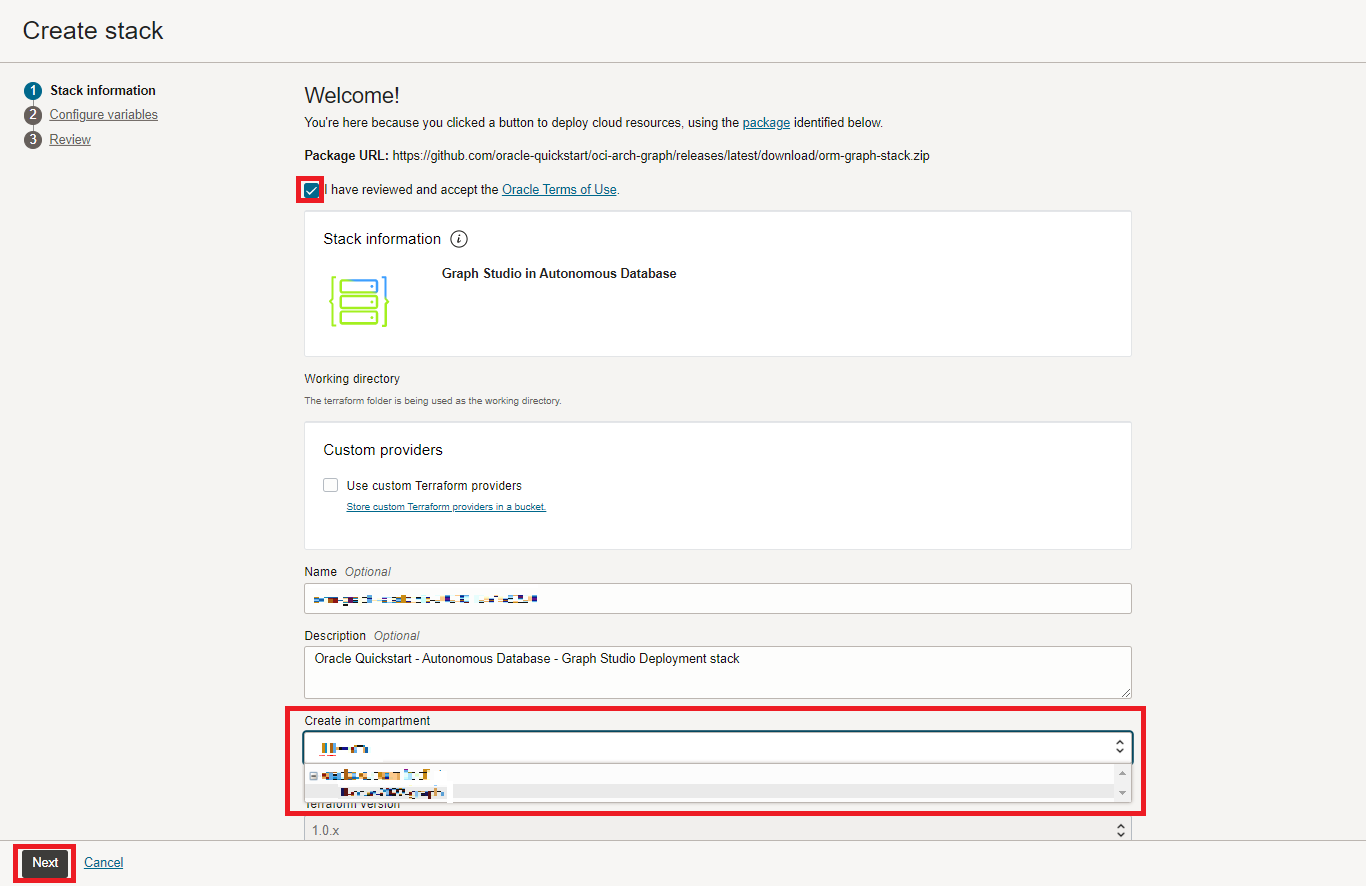 Create stack
1 Stack information
2 Configure variables
3 Review
Welcome!
You're here because you clicked a button to deploy cloud resources, using the package identified below.
Package URL: https://github.com/oracle-quickstart/oci-arch-graph/releases/latest/download/orm-graph-stack.zip
I have reviewed and accept the Oracle Terms of Use.
Stack information i
Graph Studio in Autonomous Database
Working directory
The terraform folder is being used as the working directory.
Custom providers
Use custom Terraform providers
Store custom Terraform providers in a bucket.
Name Optional
Description Optional
Oracle Quickstart - Autonomous Database - Graph Studio Deployment stack
Create in compartment
Terraform version
1.0.x
Next Cancel